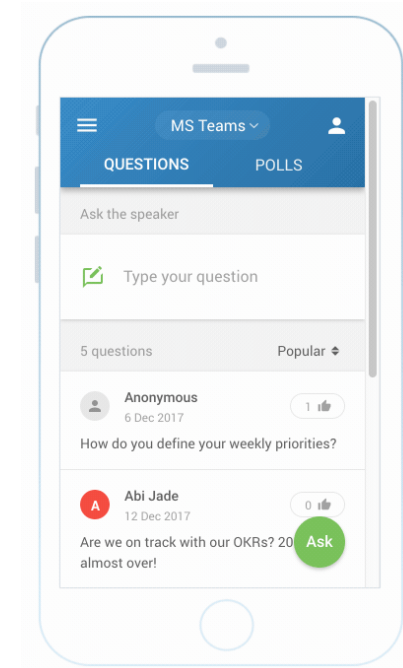 MS Teams
QUESTIONS POLLS
Ask the speaker
Type your question
5 questions Popular
Anonymous 1
6 Dec 2017
How do you define your weekly priorities?
A Abi Jade 0
12 Dec 2017
Are we on track with our OKRs? 20 Ask
almost over!